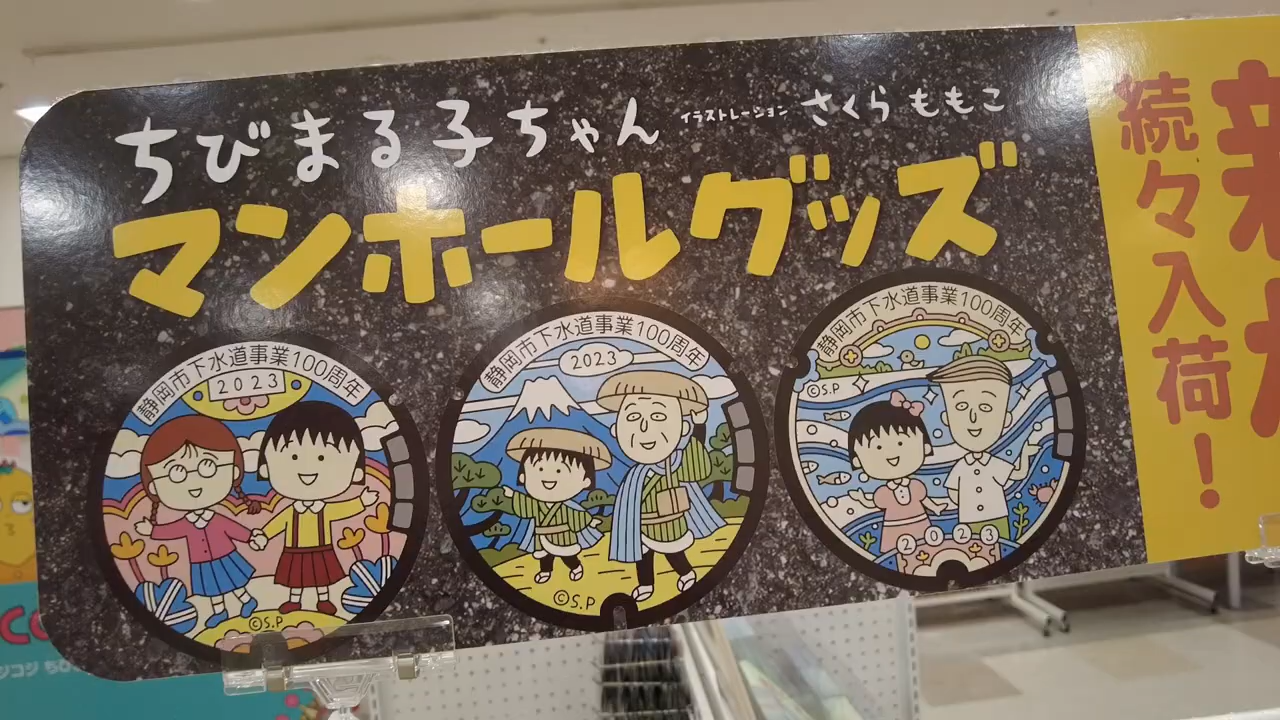 ちびまる子ちゃん イラストレーション さくらももこ
マンホールグッズ
静岡市下水道事業100周年
2023
©S.P
静岡市下水道事業100周年
2023
©S.P
静岡市下水道事業100周年
©S.P
2023
続々入荷!
新